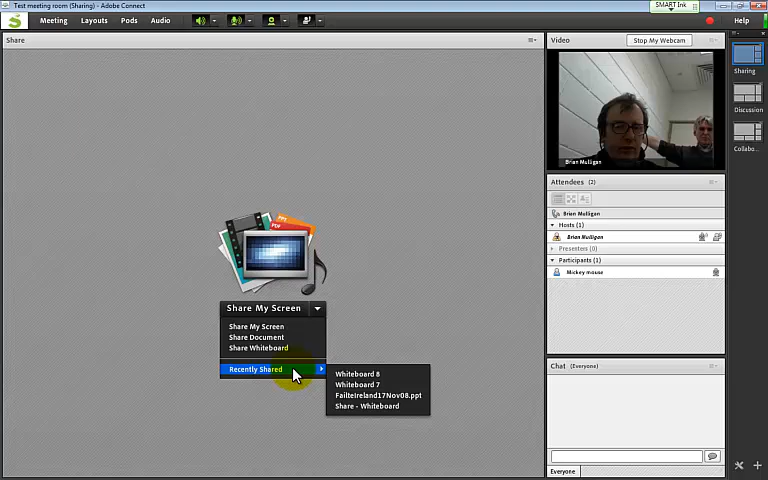 Test meeting room (Sharing) - Adobe Connect
SMART Ink
Meeting Layouts Pods Audio
Help
Share
Video
Stop My Webcam
Sharing
Discussion
Collabo...
Brian Mulligan
Attendees (2)
Brian Mulligan
Hosts (1)
Brian Mulligan
Presenters (0)
Participants (1)
Mickey mouse
PPT
PDF
Share My Screen
Share My Screen
Share Document
Share Whiteboard
Recently Shared
Whiteboard 8
Whiteboard 7
FailteIreland17Nov08.ppt
Share - Whiteboard
Chat (Everyone)
Everyone